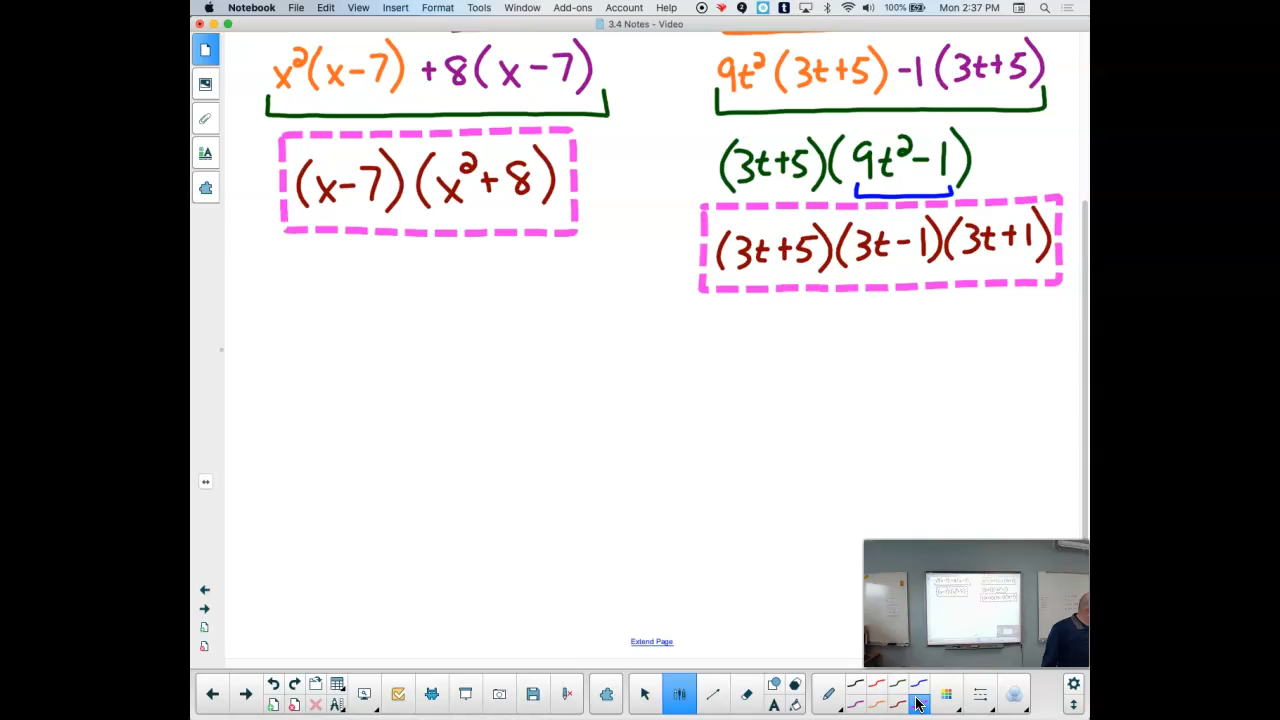 Notebook File Edit View Insert Format Tools Window Add-ons Account Help 100% Mon 2:37 PM
3.4 Notes - Video
x²(x-7) +8(x-7)
(x-7)(x²+8)
9t²(3t+5) -1(3t+5)
(3t+5)(9t²-1)
(3t+5)(3t-1)(3t+1)
Extend Page